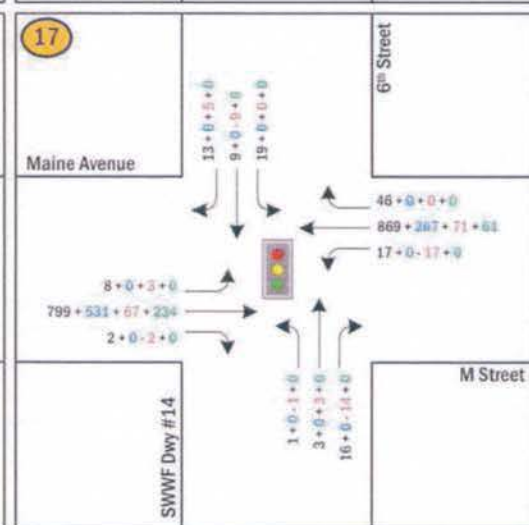 17
6th Street
13 + 0 + 5 + 0
9 + 0 - 9 + 0
19 + 0 + 0 + 0
Maine Avenue
46 + 0 + 0 + 0
869 + 267 + 71 + 61
17 + 0 - 17 + 0
8 + 0 + 3 + 0
799 + 531 + 67 + 234
2 + 0 - 2 + 0
1 + 0 - 1 + 0
3 + 0 + 3 + 0
16 + 0 - 14 + 0
M Street
SWWF Dwy #14